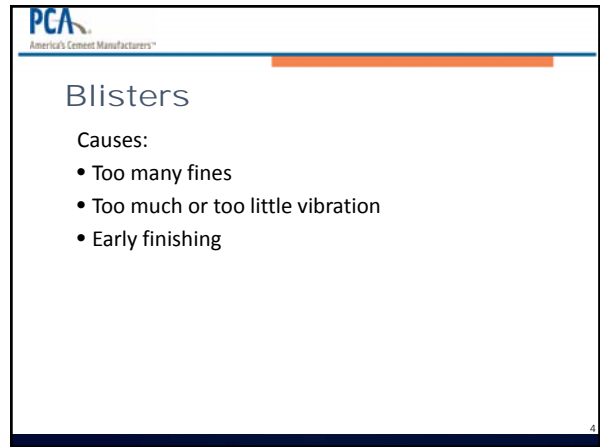 PCA
America's Cement Manufacturers™
Blisters
Causes:
• Too many fines
• Too much or too little vibration
• Early finishing
4